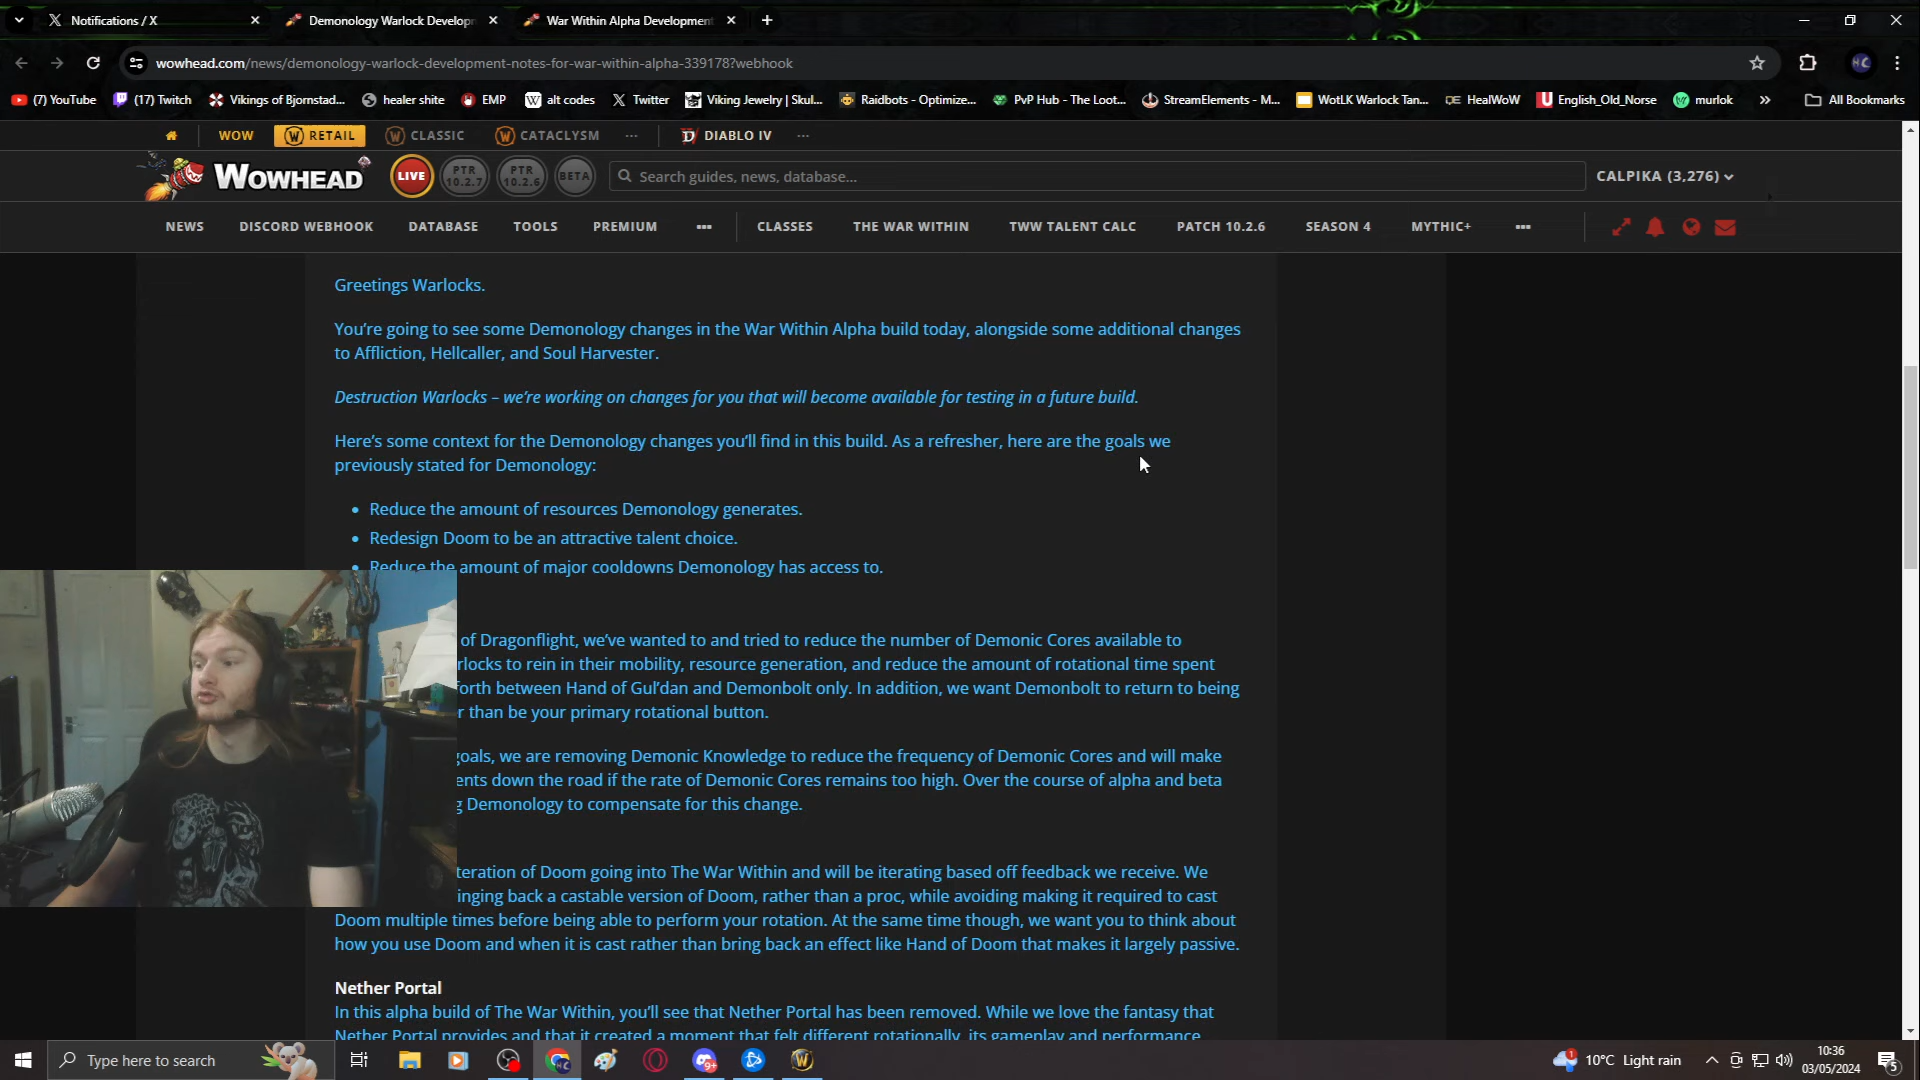 Notifications / X
Demonology Warlock Develop
War Within Alpha Development
wowhead.com/news/demonology-warlock-development-notes-for-war-within-alpha-339178?webhook
HC
(7) YouTube
(17) Twitch
Vikings of Bjornstad...
healer shite
EMP
alt codes
Twitter
Viking Jewelry | Skul...
Raidbots - Optimize...
PvP Hub - The Loot...
StreamElements - M...
WotLK Warlock Tan...
HealWoW
English_Old_Norse
murlok
All Bookmarks
WOW
RETAIL
CLASSIC
CATACLYSM
DIABLO IV
WOWHEAD
LIVE
PTR 10.2.7
PTR 10.2.6
BETA
Search guides, news, database...
CALPIKA (3,276)
NEWS
DISCORD WEBHOOK
DATABASE
TOOLS
PREMIUM
CLASSES
THE WAR WITHIN
TWW TALENT CALC
PATCH 10.2.6
SEASON 4
MYTHIC+
Greetings Warlocks.
You're going to see some Demonology changes in the War Within Alpha build today, alongside some additional changes
to Affliction, Hellcaller, and Soul Harvester.
Destruction Warlocks – we're working on changes for you that will become available for testing in a future build.
Here's some context for the Demonology changes you'll find in this build. As a refresher, here are the goals we
previously stated for Demonology:
• Reduce the amount of resources Demonology generates.
• Redesign Doom to be an attractive talent choice.
• Reduce the amount of major cooldowns Demonology has access to.
of Dragonflight, we've wanted to and tried to reduce the number of Demonic Cores available to
rlocks to rein in their mobility, resource generation, and reduce the amount of rotational time spent
forth between Hand of Gul'dan and Demonbolt only. In addition, we want Demonbolt to return to being
r than be your primary rotational button.
goals, we are removing Demonic Knowledge to reduce the frequency of Demonic Cores and will make
ents down the road if the rate of Demonic Cores remains too high. Over the course of alpha and beta
g Demonology to compensate for this change.
teration of Doom going into The War Within and will be iterating based off feedback we receive. We
inging back a castable version of Doom, rather than a proc, while avoiding making it required to cast
Doom multiple times before being able to perform your rotation. At the same time though, we want you to think about
how you use Doom and when it is cast rather than bring back an effect like Hand of Doom that makes it largely passive.
Nether Portal
In this alpha build of The War Within, you'll see that Nether Portal has been removed. While we love the fantasy that
Nether Portal provides and that it created a moment that felt different rotationally, its gameplay and performance
Type here to search
9+
1
10°C Light rain
10:36
03/05/2024
5